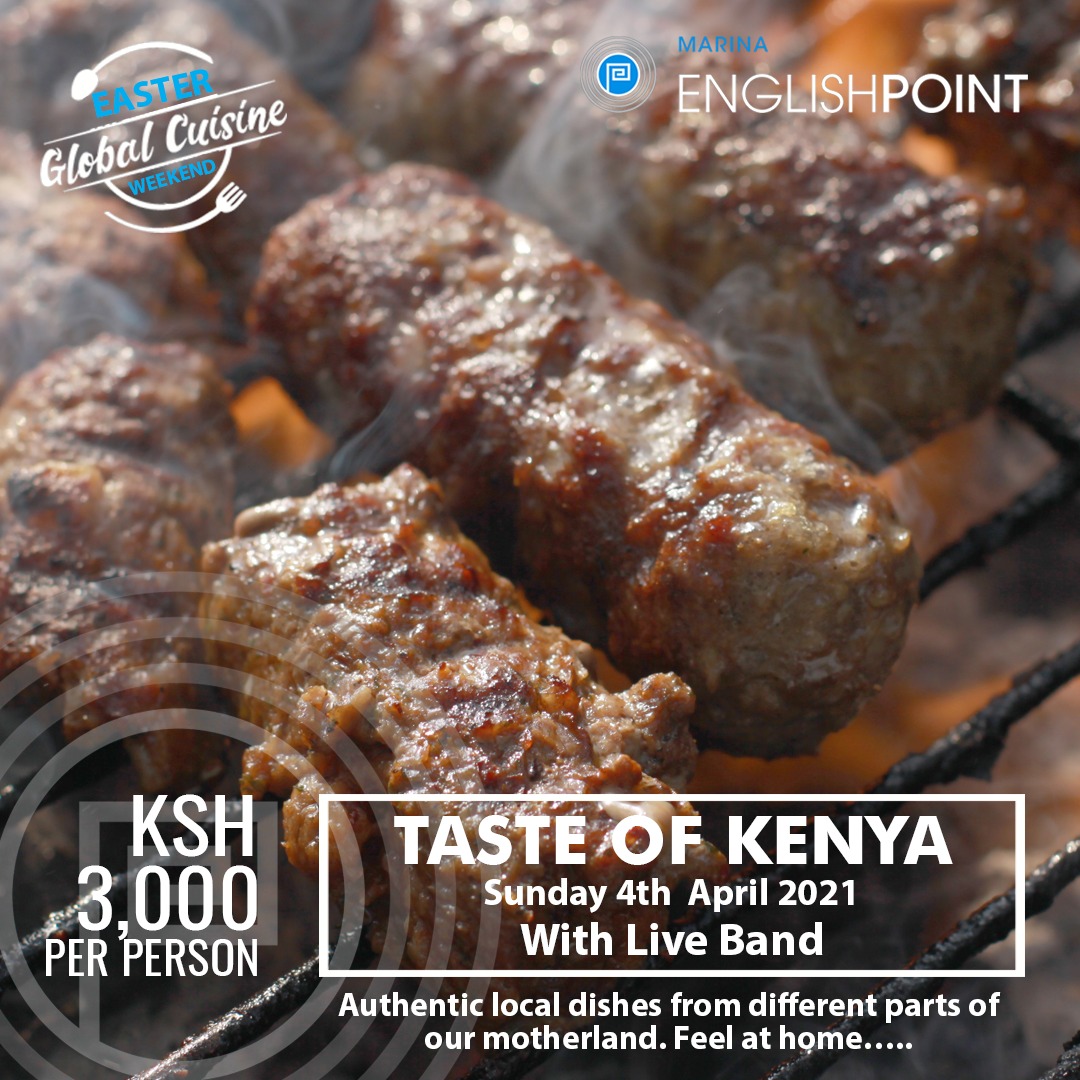 EASTER
Global Cuisine
WEEKEND
MARINA
ENGLISHPOINT
KSH
3,000
PER PERSON
TASTE OF KENYA
Sunday 4th April 2021
With Live Band
Authentic local dishes from different parts of
our motherland. Feel at home.....